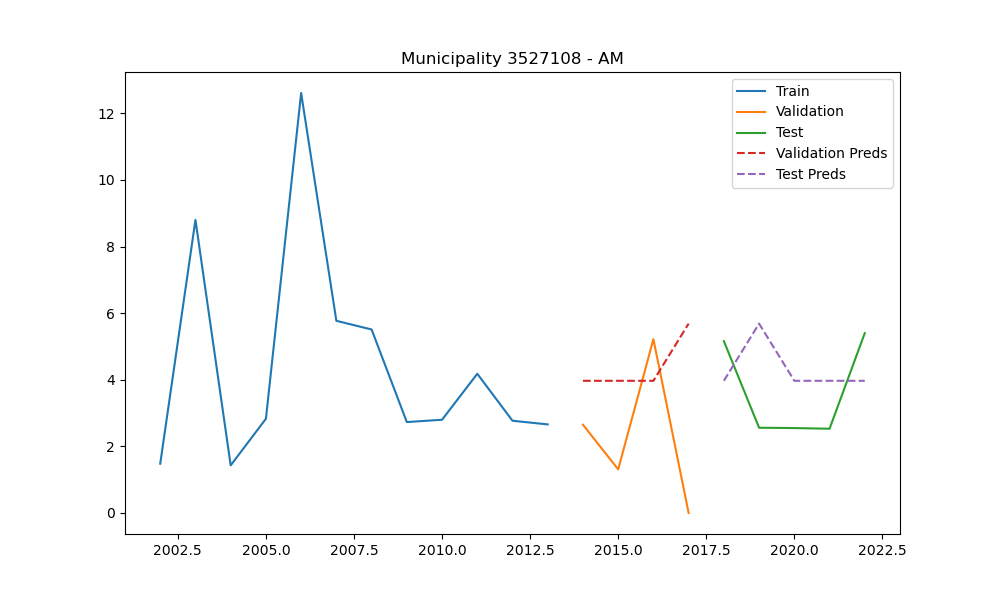 Municipality 3527108 - AM
Train
Validation
Test
Validation Preds
Test Preds
12
10
8
6
4
2
0
2002.5 2005.0 2007.5 2010.0 2012.5 2015.0 2017.5 2020.0 2022.5